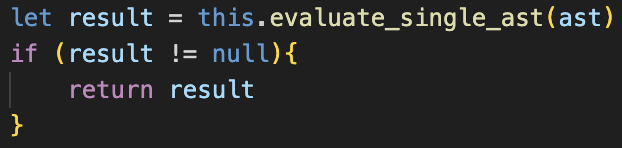 let result = this.evaluate_single_ast(ast)
if (result != null){
    return result
}